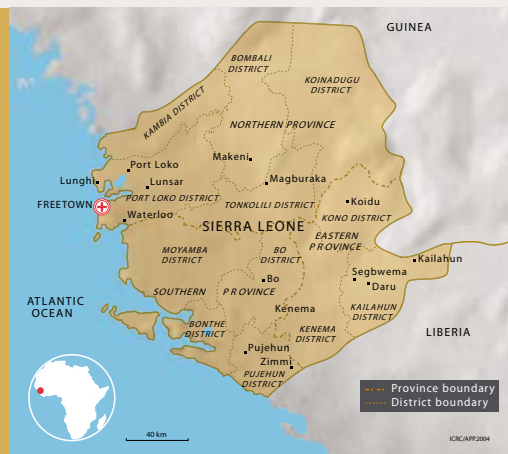 GUINEA
BOMBALI
DISTRICT
KOINADUGU
DISTRICT
KAMBIA DISTRICT
NORTHERN PROVINCE
Makeni
Port Loko
Lunghi
Lunsar
Magburaka
PORT LOKO DISTRICT
TONKOLILI DISTRICT
Koidu
FREETOWN
Waterloo
KONO DISTRICT
SIERRA LEONE
EASTERN
PROVINCE
MOYAMBA
DISTRICT
BO
DISTRICT
Kailahun
Segbwema
Daru
Bo
SOUTHERN PROVINCE
ATLANTIC
OCEAN
Kenema
KAILAHUN
DISTRICT
BONTHE
DISTRICT
KENEMA
DISTRICT
LIBERIA
Pujehun
Zimmi
PUJEHUN
DISTRICT
Province boundary
District boundary
40 km
ICRC/APP.2004